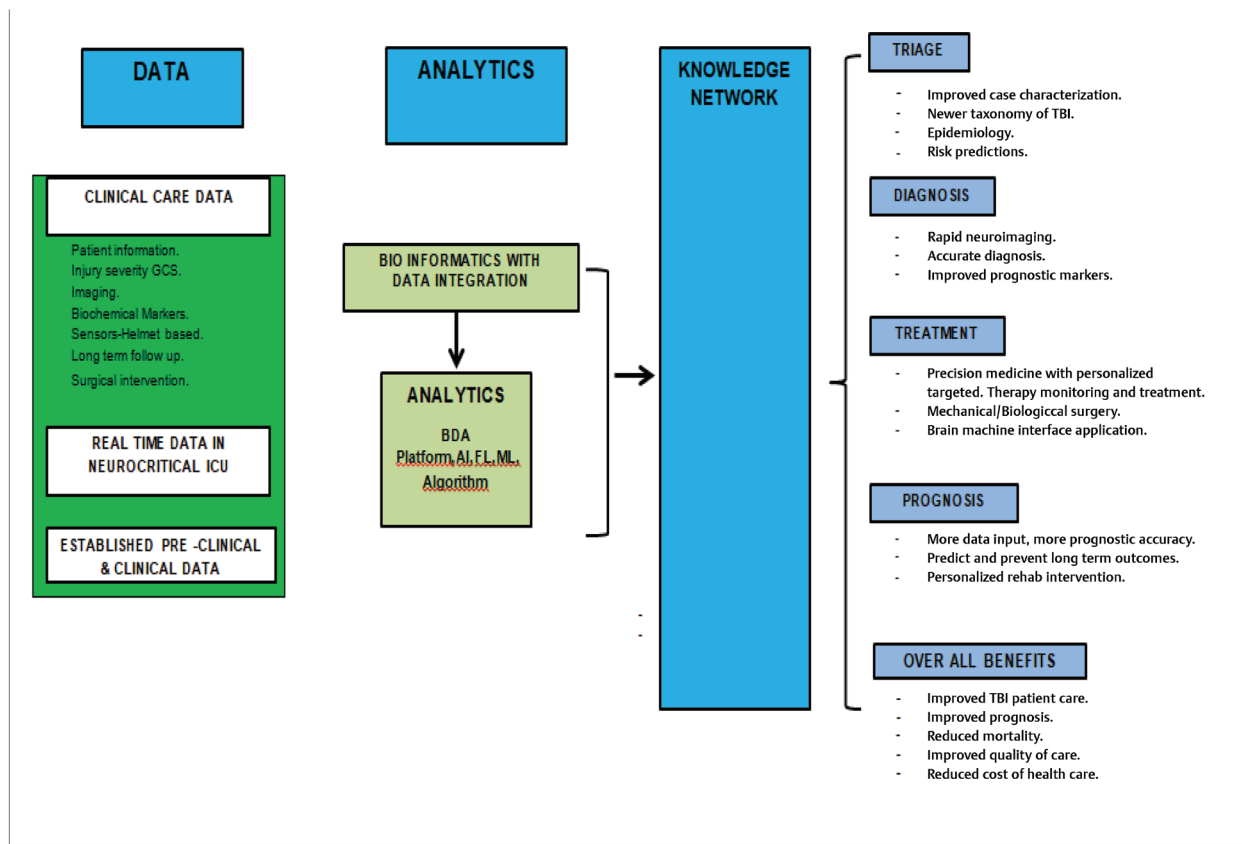 DATA
CLINICAL CARE DATA
Patient information.
Injury severity GCS.
Imaging.
Biochemical Markers.
Sensors-Helmet based.
Long term follow up.
Surgical intervention.
REAL TIME DATA IN
NEUROCRITICAL ICU
ESTABLISHED PRE -CLINICAL
& CLINICAL DATA
ANALYTICS
BIO INFORMATICS WITH
DATA INTEGRATION
ANALYTICS
BDA
Platform,AI,FL,ML,
Algorithm
-
-
KNOWLEDGE
NETWORK
TRIAGE
- Improved case characterization.
- Newer taxonomy of TBI.
- Epidemiology.
- Risk predictions.
DIAGNOSIS
- Rapid neuroimaging.
- Accurate diagnosis.
- Improved prognostic markers.
TREATMENT
- Precision medicine with personalized
targeted. Therapy monitoring and treatment.
- Mechanical/Biologiccal surgery.
- Brain machine interface application.
PROGNOSIS
- More data input, more prognostic accuracy.
- Predict and prevent long term outcomes.
- Personalized rehab intervention.
OVER ALL BENEFITS
- Improved TBI patient care.
- Improved prognosis.
- Reduced mortality.
- Improved quality of care.
- Reduced cost of health care.